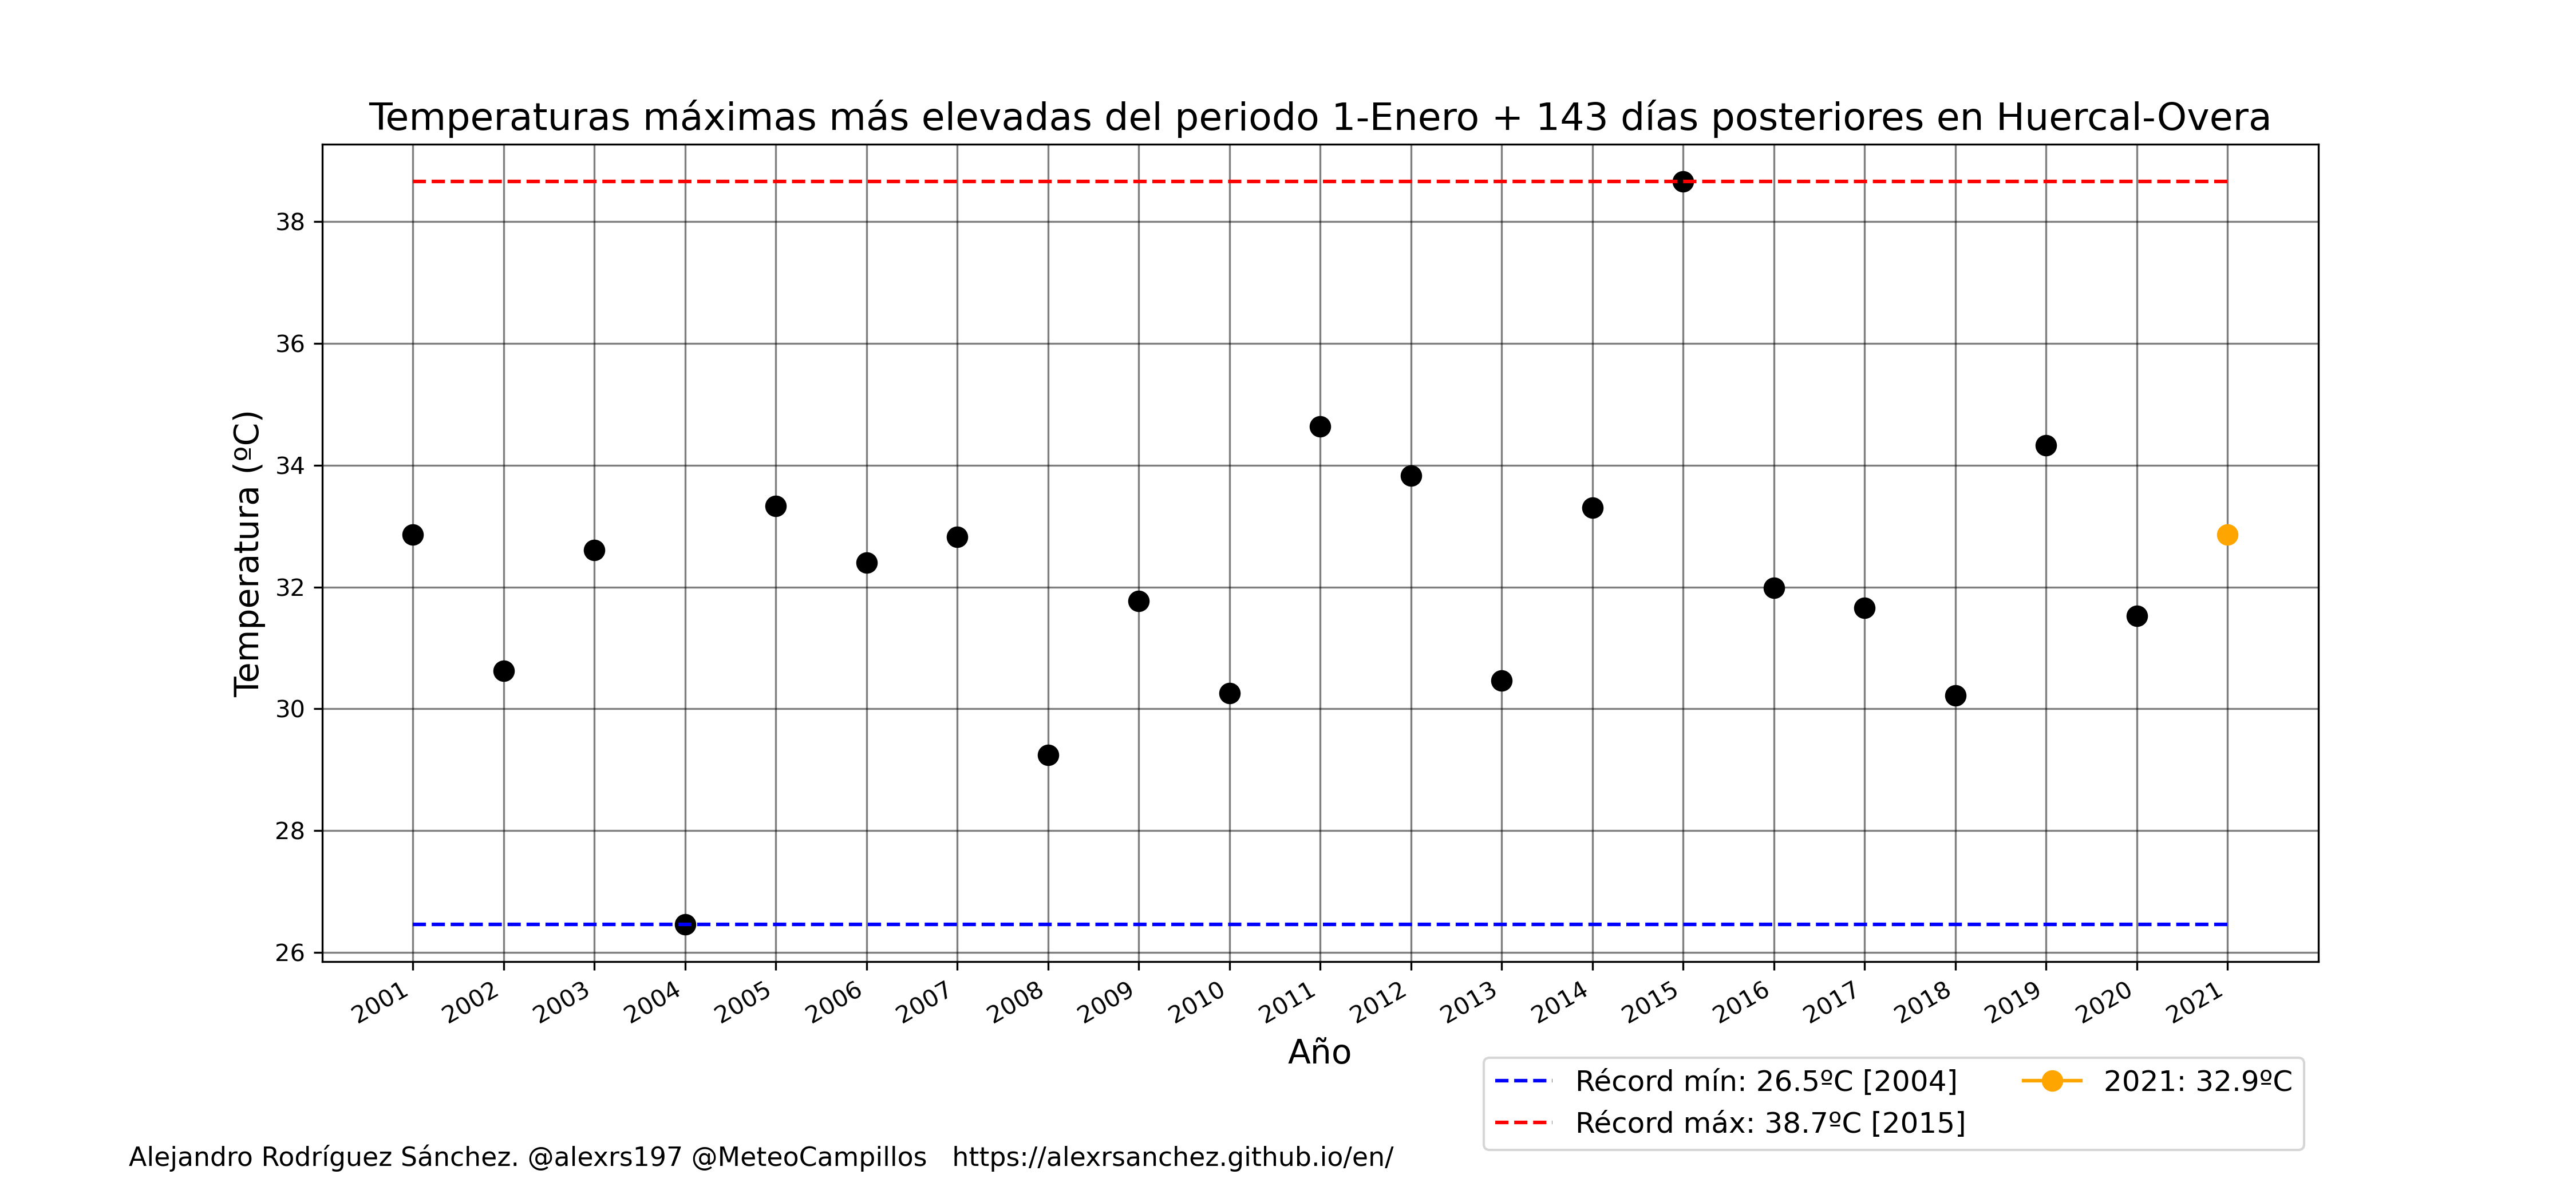 Temperaturas máximas más elevadas del periodo 1-Enero + 143 días posteriores en Huercal-Overa
Temperatura (ºC)
38
36
34
32
30
28
26
2001 2002 2003 2004 2005 2006 2007 2008 2009 2010 2011 2012 2013 2014 2015 2016 2017 2018 2019 2020 2021
Año
Récord mín: 26.5ºC [2004]
Récord máx: 38.7ºC [2015]
2021: 32.9ºC
Alejandro Rodríguez Sánchez. @alexrs197 @MeteoCampillos https://alexrsanchez.github.io/en/